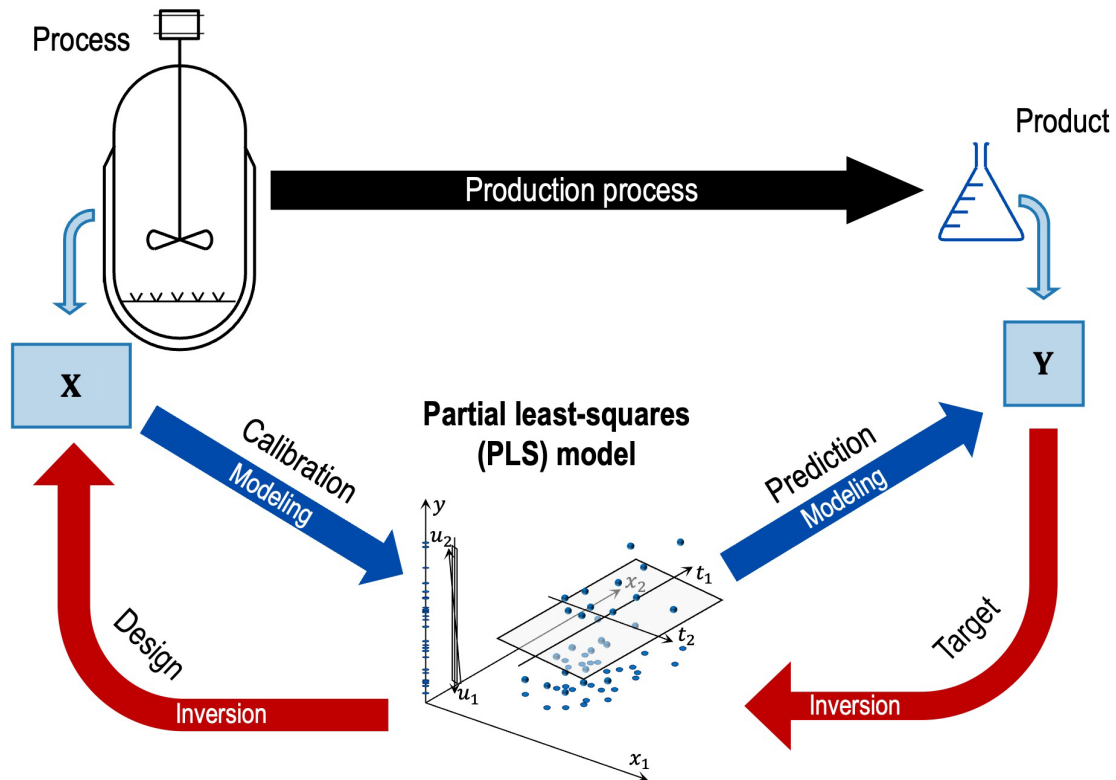 Process
Product
Production process
X
Y
Partial least-squares
(PLS) model
Calibration
Modeling
Prediction
Modeling
y
u₂
x₂
t₁
t₂
u₁
x₁
Design
Inversion
Target
Inversion